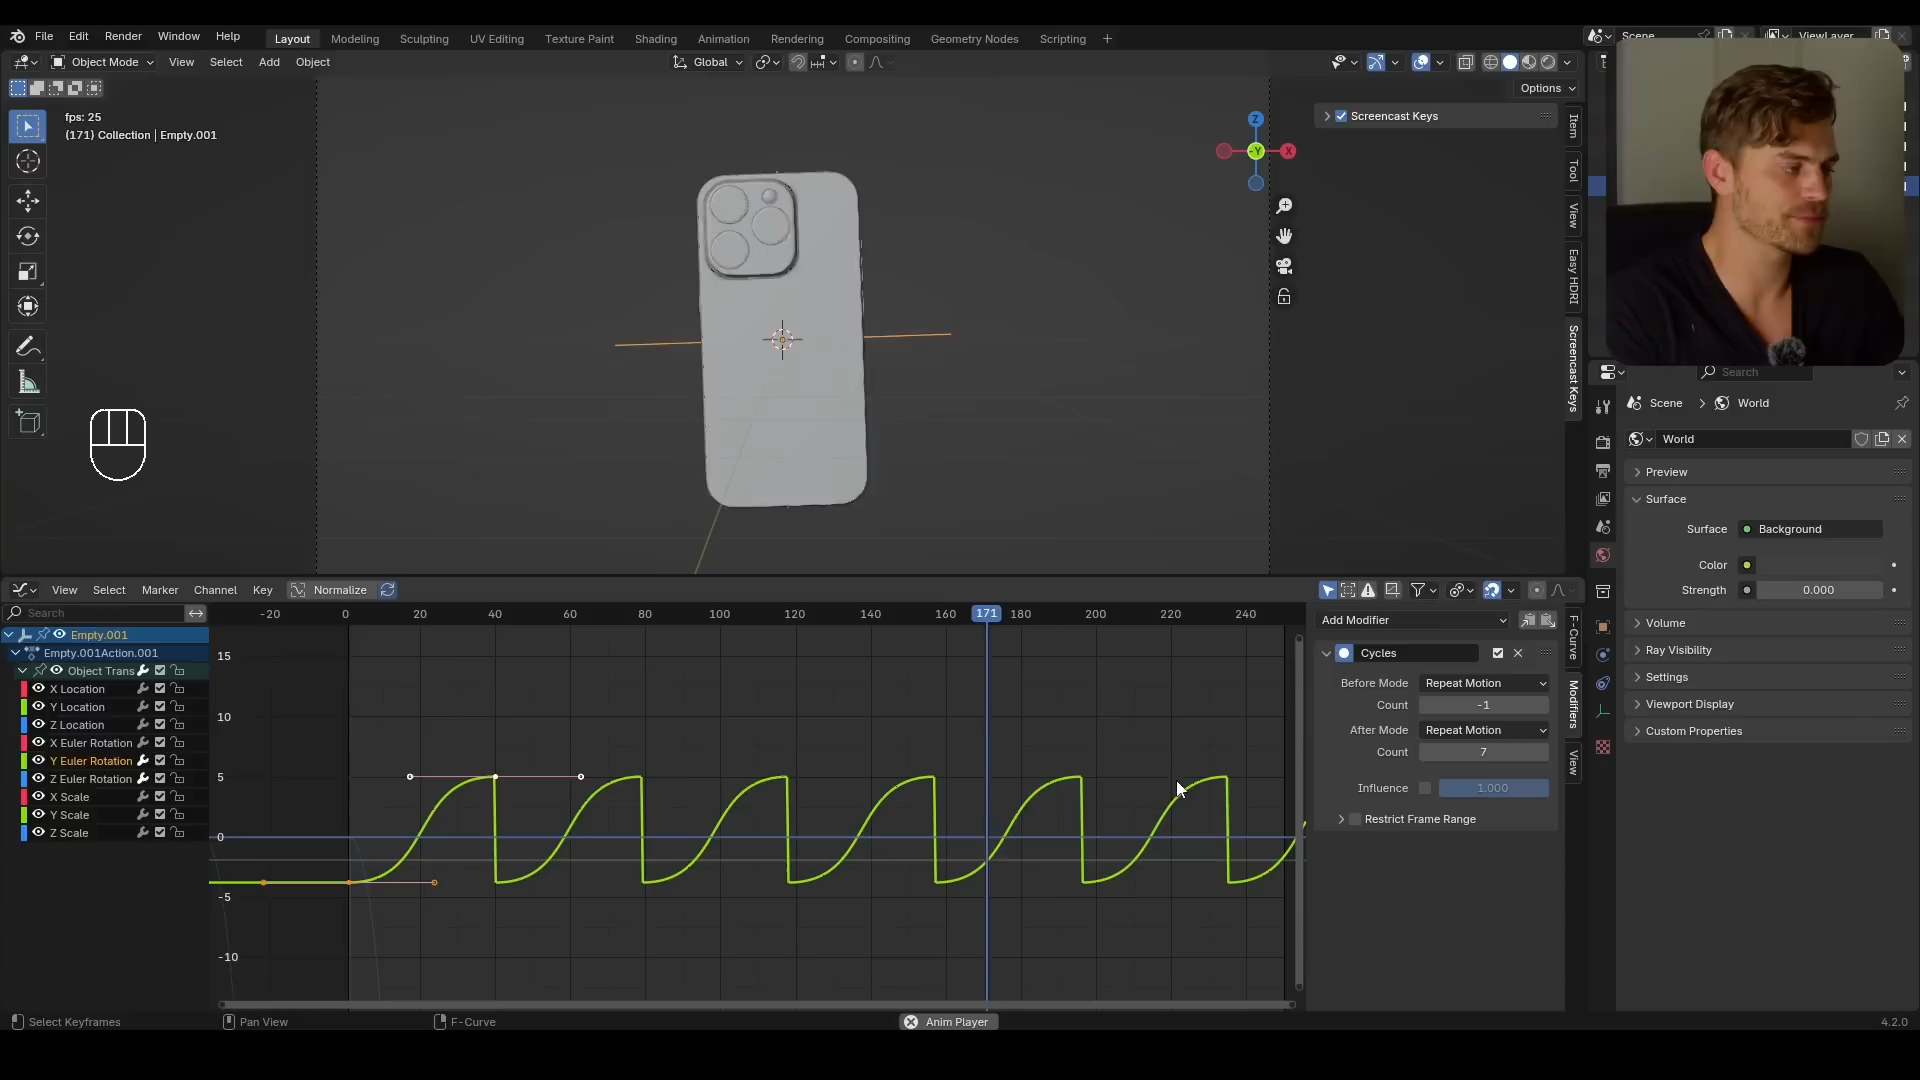 File Edit Render Window Help
Layout Modeling Sculpting UV Editing Texture Paint Shading Animation Rendering Compositing Geometry Nodes Scripting +
Scene
ViewLayer
Object Mode View Select Add Object
Global
Options
fps: 25
(171) Collection | Empty.001
Z
-Y
X
Screencast Keys
Item
Tool
View
Easy HDRI
Screencast Keys
Search
Scene > World
World
Preview
Surface
Surface Background
Color
Strength 0.000
Volume
Ray Visibility
Settings
Viewport Display
Custom Properties
View Select Marker Channel Key Normalize
Search
-20 0 20 40 60 80 100 120 140 160 171 180 200 220 240
Empty.001
Empty.001Action.001
Object Trans
X Location
Y Location
Z Location
X Euler Rotation
Y Euler Rotation
Z Euler Rotation
X Scale
Y Scale
Z Scale
15
10
5
0
-5
-10
Add Modifier
Cycles
Before Mode Repeat Motion
Count -1
After Mode Repeat Motion
Count 7
Influence 1.000
Restrict Frame Range
F-Curve
Modifiers
View
Select Keyframes
Pan View
F-Curve
Anim Player
4.2.0